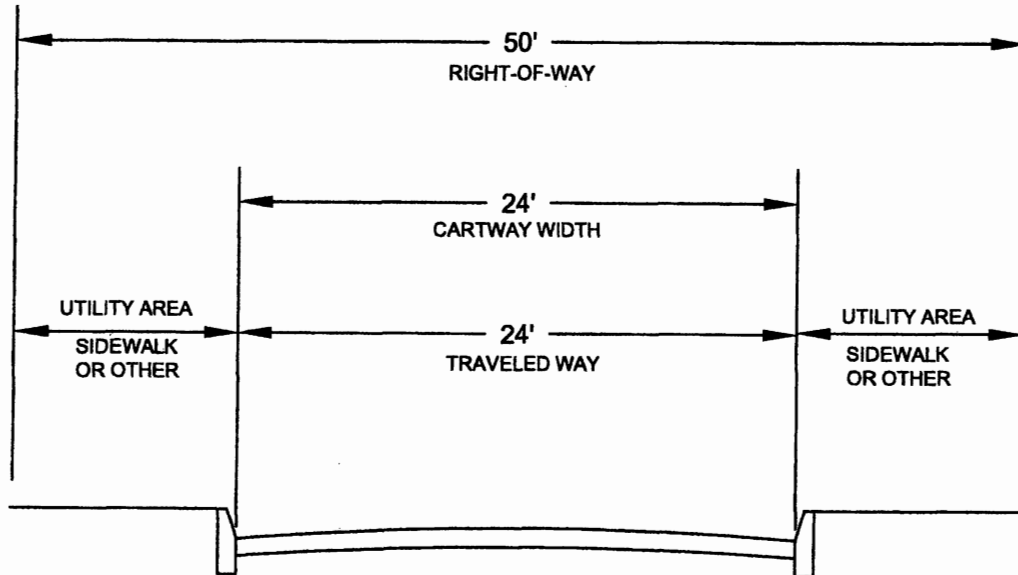 50'
RIGHT-OF-WAY
24'
CARTWAY WIDTH
UTILITY AREA
SIDEWALK
OR OTHER
24'
TRAVELED WAY
UTILITY AREA
SIDEWALK
OR OTHER